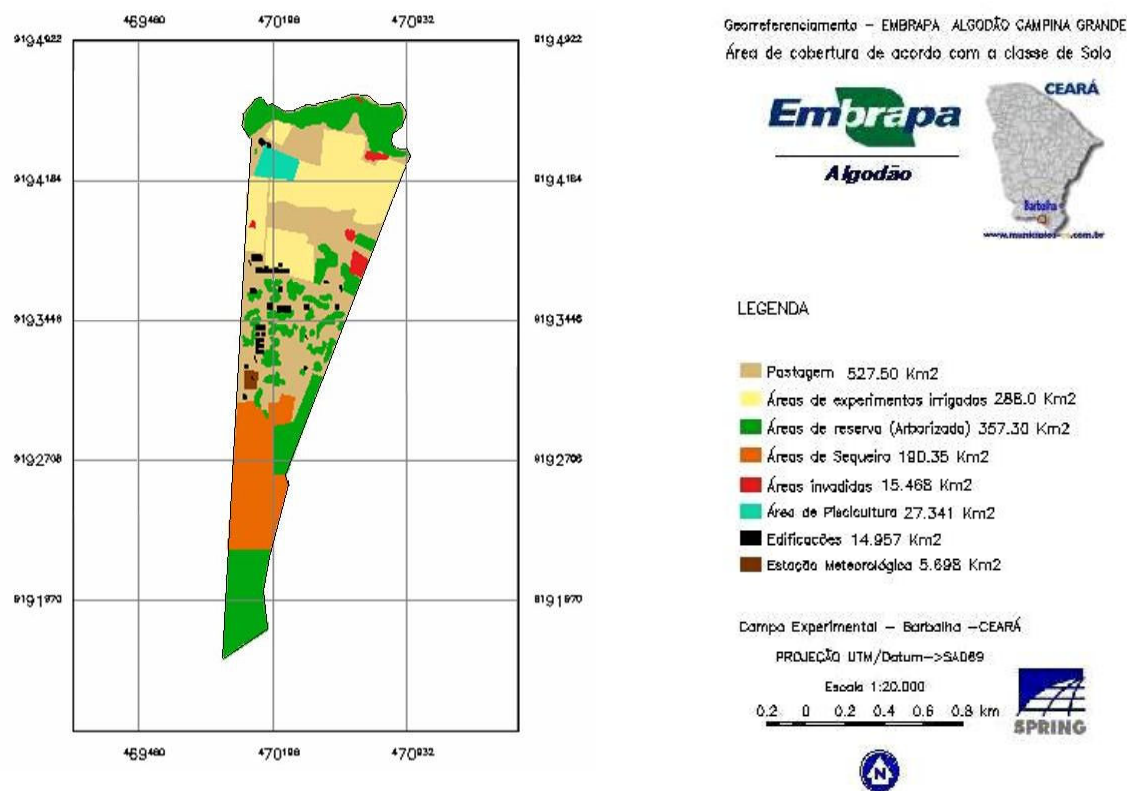 469460 470198 470932
9194922 9194922
9194184 9194184
9193446 9193446
9192708 9192708
9191970 9191970
469460 470198 470932
Georreferenciamento - EMBRAPA ALGODÃO CAMPINA GRANDE
Área de cobertura de acordo com a classe de Solo
Embrapa
Algodão
CEARÁ
Barbalha
LEGENDA
Pastagem 527.50 Km2
Áreas de experimentos irrigados 288.0 Km2
Áreas de reserva (Arborizada) 357.30 Km2
Áreas de Sequeiro 190.35 Km2
Áreas invadidas 15.468 Km2
Área de Piscicultura 27.341 Km2
Edificações 14.957 Km2
Estação Meteorológica 5.698 Km2
Campo Experimental - Barbalha -CEARÁ
PROJEÇÃO UTM/Datum->SAD69
Escala 1:20.000
0.2 0 0.2 0.4 0.6 0.8 km
SPRING
N